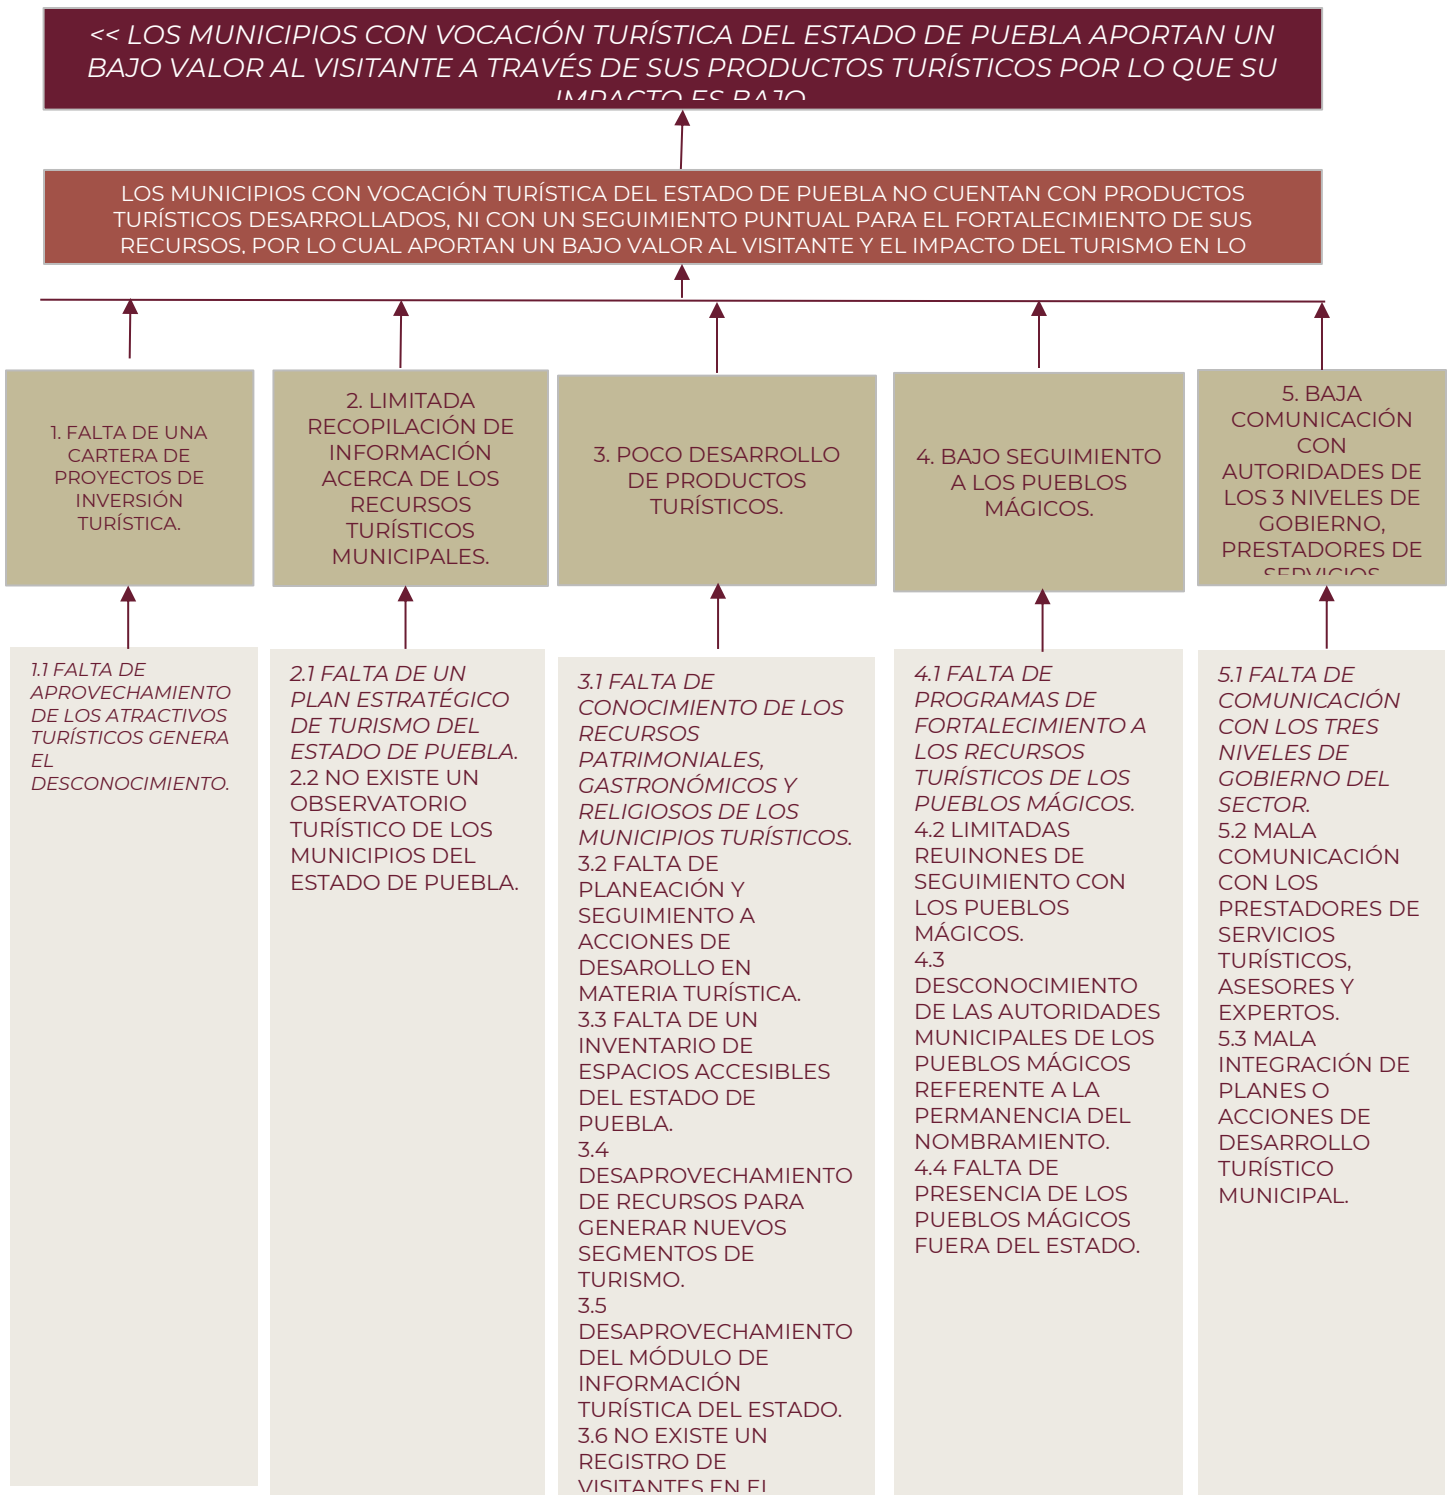 << LOS MUNICIPIOS CON VOCACIÓN TURÍSTICA DEL ESTADO DE PUEBLA APORTAN UN
BAJO VALOR AL VISITANTE A TRAVÉS DE SUS PRODUCTOS TURÍSTICOS POR LO QUE SU
IMPACTO ES BAJO
LOS MUNICIPIOS CON VOCACIÓN TURÍSTICA DEL ESTADO DE PUEBLA NO CUENTAN CON PRODUCTOS
TURÍSTICOS DESARROLLADOS, NI CON UN SEGUIMIENTO PUNTUAL PARA EL FORTALECIMIENTO DE SUS
RECURSOS, POR LO CUAL APORTAN UN BAJO VALOR AL VISITANTE Y EL IMPACTO DEL TURISMO EN LO
1. FALTA DE UNA
CARTERA DE
PROYECTOS DE
INVERSIÓN
TURÍSTICA.
2. LIMITADA
RECOPILACIÓN DE
INFORMACIÓN
ACERCA DE LOS
RECURSOS
TURÍSTICOS
MUNICIPALES.
3. POCO DESARROLLO
DE PRODUCTOS
TURÍSTICOS.
4. BAJO SEGUIMIENTO
A LOS PUEBLOS
MÁGICOS.
5. BAJA
COMUNICACIÓN
CON
AUTORIDADES DE
LOS 3 NIVELES DE
GOBIERNO,
PRESTADORES DE
SERVICIOS
1.1 FALTA DE
APROVECHAMIENTO
DE LOS ATRACTIVOS
TURÍSTICOS GENERA
EL
DESCONOCIMIENTO.
2.1 FALTA DE UN
PLAN ESTRATÉGICO
DE TURISMO DEL
ESTADO DE PUEBLA.
2.2 NO EXISTE UN
OBSERVATORIO
TURÍSTICO DE LOS
MUNICIPIOS DEL
ESTADO DE PUEBLA.
3.1 FALTA DE
CONOCIMIENTO DE LOS
RECURSOS
PATRIMONIALES,
GASTRONÓMICOS Y
RELIGIOSOS DE LOS
MUNICIPIOS TURÍSTICOS.
3.2 FALTA DE
PLANEACIÓN Y
SEGUIMIENTO A
ACCIONES DE
DESAROLLO EN
MATERIA TURÍSTICA.
3.3 FALTA DE UN
INVENTARIO DE
ESPACIOS ACCESIBLES
DEL ESTADO DE
PUEBLA.
3.4
DESAPROVECHAMIENTO
DE RECURSOS PARA
GENERAR NUEVOS
SEGMENTOS DE
TURISMO.
3.5
DESAPROVECHAMIENTO
DEL MÓDULO DE
INFORMACIÓN
TURÍSTICA DEL ESTADO.
3.6 NO EXISTE UN
REGISTRO DE
VISITANTES EN EL
4.1 FALTA DE
PROGRAMAS DE
FORTALECIMIENTO A
LOS RECURSOS
TURÍSTICOS DE LOS
PUEBLOS MÁGICOS.
4.2 LIMITADAS
REUINONES DE
SEGUIMIENTO CON
LOS PUEBLOS
MÁGICOS.
4.3
DESCONOCIMIENTO
DE LAS AUTORIDADES
MUNICIPALES DE LOS
PUEBLOS MÁGICOS
REFERENTE A LA
PERMANENCIA DEL
NOMBRAMIENTO.
4.4 FALTA DE
PRESENCIA DE LOS
PUEBLOS MÁGICOS
FUERA DEL ESTADO.
5.1 FALTA DE
COMUNICACIÓN
CON LOS TRES
NIVELES DE
GOBIERNO DEL
SECTOR.
5.2 MALA
COMUNICACIÓN
CON LOS
PRESTADORES DE
SERVICIOS
TURÍSTICOS,
ASESORES Y
EXPERTOS.
5.3 MALA
INTEGRACIÓN DE
PLANES O
ACCIONES DE
DESARROLLO
TURÍSTICO
MUNICIPAL.